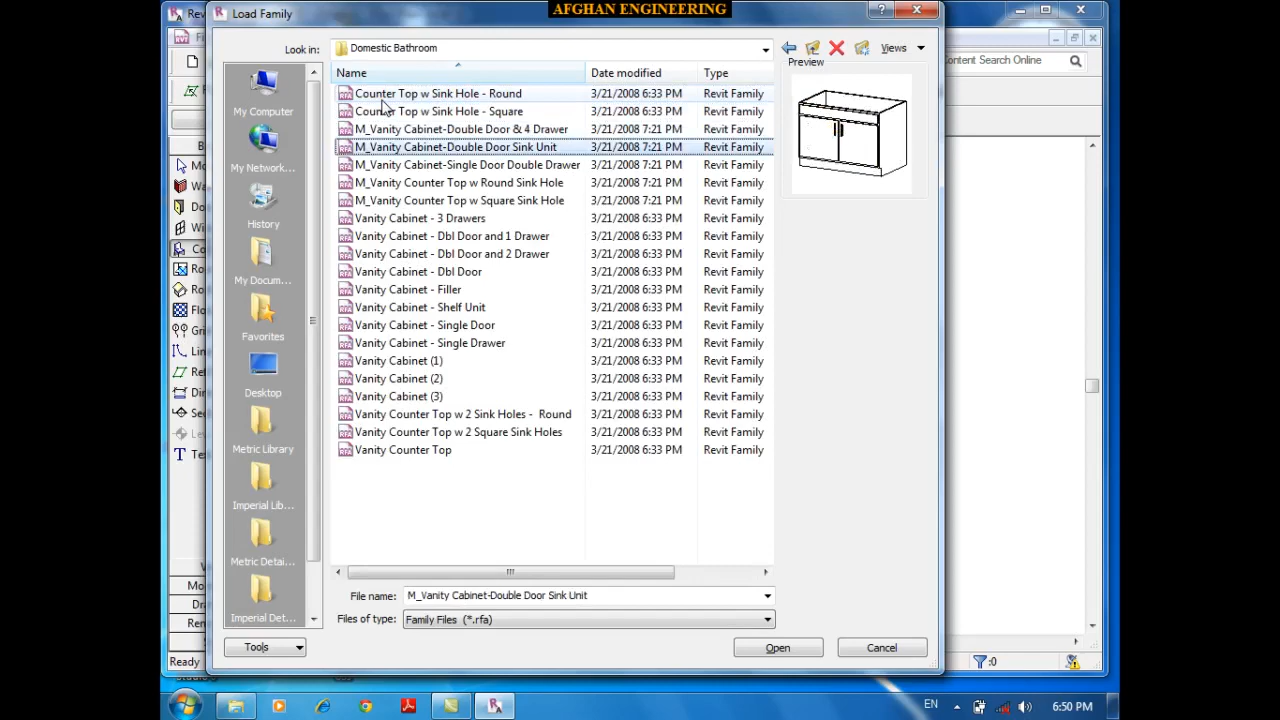 AFGHAN ENGINEERING
Rev
Load Family
Look in:
Domestic Bathroom
Views
Content Search Online
Name
Date modified
Type
Preview
Counter Top w Sink Hole - Round 3/21/2008 6:33 PM Revit Family
Counter Top w Sink Hole - Square 3/21/2008 6:33 PM Revit Family
M_Vanity Cabinet-Double Door & 4 Drawer 3/21/2008 7:21 PM Revit Family
M_Vanity Cabinet-Double Door Sink Unit 3/21/2008 7:21 PM Revit Family
M_Vanity Cabinet-Single Door Double Drawer 3/21/2008 7:21 PM Revit Family
M_Vanity Counter Top w Round Sink Hole 3/21/2008 7:21 PM Revit Family
M_Vanity Counter Top w Square Sink Hole 3/21/2008 7:21 PM Revit Family
Vanity Cabinet - 3 Drawers 3/21/2008 6:33 PM Revit Family
Vanity Cabinet - Dbl Door and 1 Drawer 3/21/2008 6:33 PM Revit Family
Vanity Cabinet - Dbl Door and 2 Drawer 3/21/2008 6:33 PM Revit Family
Vanity Cabinet - Dbl Door 3/21/2008 6:33 PM Revit Family
Vanity Cabinet - Filler 3/21/2008 6:33 PM Revit Family
Vanity Cabinet - Shelf Unit 3/21/2008 6:33 PM Revit Family
Vanity Cabinet - Single Door 3/21/2008 6:33 PM Revit Family
Vanity Cabinet - Single Drawer 3/21/2008 6:33 PM Revit Family
Vanity Cabinet (1) 3/21/2008 6:33 PM Revit Family
Vanity Cabinet (2) 3/21/2008 6:33 PM Revit Family
Vanity Cabinet (3) 3/21/2008 6:33 PM Revit Family
Vanity Counter Top w 2 Sink Holes - Round 3/21/2008 6:33 PM Revit Family
Vanity Counter Top w 2 Square Sink Holes 3/21/2008 6:33 PM Revit Family
Vanity Counter Top 3/21/2008 6:33 PM Revit Family
My Computer
My Network...
History
My Docum...
Favorites
Desktop
Metric Library
Imperial Lib...
Metric Detai...
Imperial Det...
File name:
M_Vanity Cabinet-Double Door Sink Unit
Files of type:
Family Files (*.rfa)
Tools
Open
Cancel
Ready
:0
EN
6:50 PM